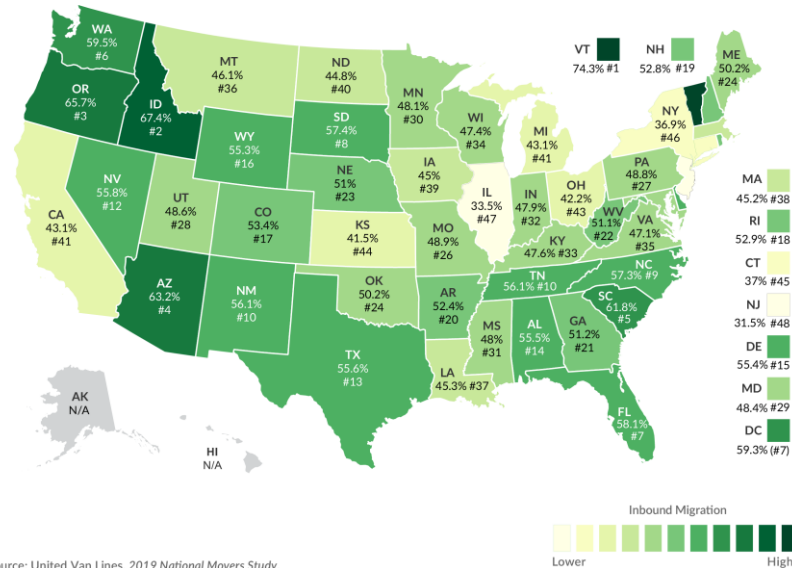 WA
59.5%
#6
OR
65.7%
#3
ID
67.4%
#2
MT
46.1%
#36
ND
44.8%
#40
MN
48.1%
#30
WI
47.4%
#34
MI
43.1%
#41
VT
74.3% #1
NH
52.8% #19
ME
50.2%
#24
NY
36.9%
#46
WY
55.3%
#16
SD
57.4%
#8
NV
55.8%
#12
UT
48.6%
#28
CO
53.4%
#17
NE
51%
#23
IA
45%
#39
IL
33.5%
#47
IN
47.9%
#32
OH
42.2%
#43
PA
48.8%
#27
CA
43.1%
#41
KS
41.5%
#44
MO
48.9%
#26
KY
47.6% #33
WV
51.1%
#22
VA
47.1%
#35
AZ
63.2%
#4
NM
56.1%
#10
OK
50.2%
#24
AR
52.4%
#20
TN
56.1% #10
NC
57.3% #9
SC
61.8%
#5
MS
48%
#31
AL
55.5%
#14
GA
51.2%
#21
TX
55.6%
#13
LA
45.3% #37
FL
58.1%
#7
AK
N/A
HI
N/A
MA
45.2% #38
RI
52.9% #18
CT
37% #45
NJ
31.5% #48
DE
55.4% #15
MD
48.4% #29
DC
59.3% (#7)
Inbound Migration
Lower
High
ource: United Van Lines, 2019 National Movers Study